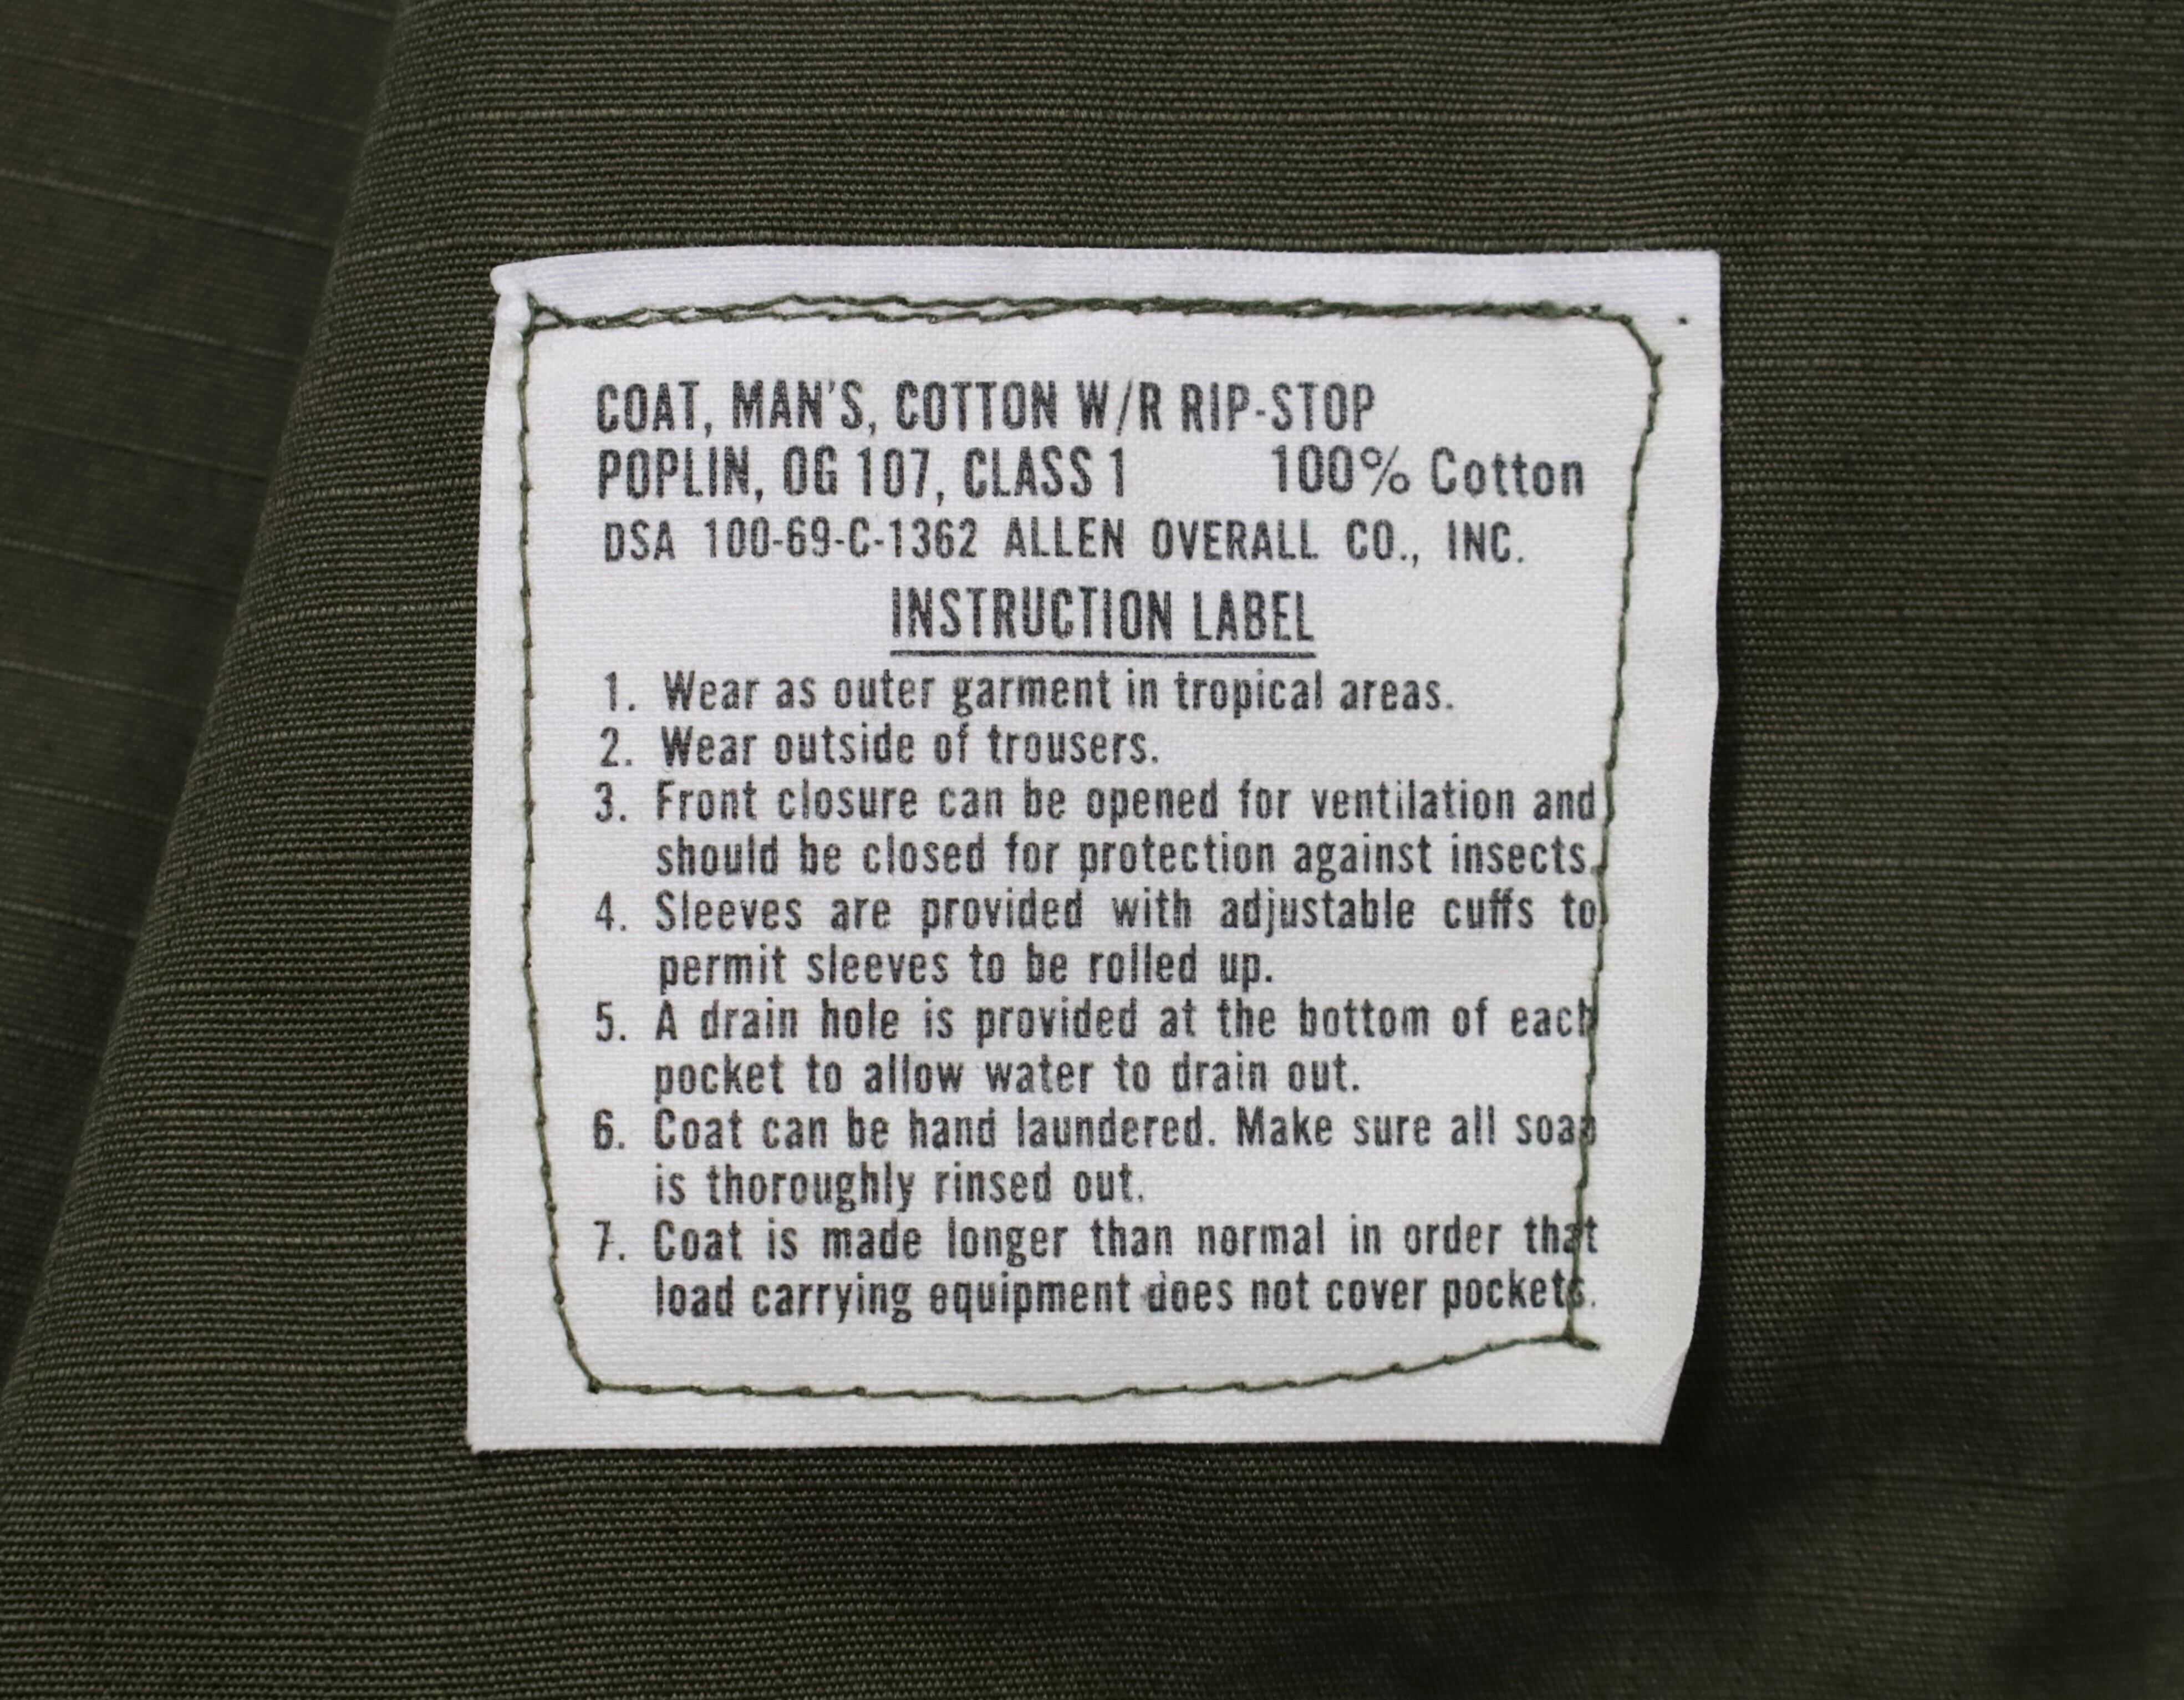 COAT, MAN'S, COTTON W/R RIP-STOP
POPLIN, OG 107, CLASS 1 100% Cotton
DSA 100-69-C-1362 ALLEN OVERALL CO., INC.
INSTRUCTION LABEL
1. Wear as outer garment in tropical areas.
2. Wear outside of trousers.
3. Front closure can be opened for ventilation and
should be closed for protection against insects.
4. Sleeves are provided with adjustable cuffs to
permit sleeves to be rolled up.
5. A drain hole is provided at the bottom of each
pocket to allow water to drain out.
6. Coat can be hand laundered. Make sure all soap
is thoroughly rinsed out.
7. Coat is made longer than normal in order that
load carrying equipment does not cover pockets.